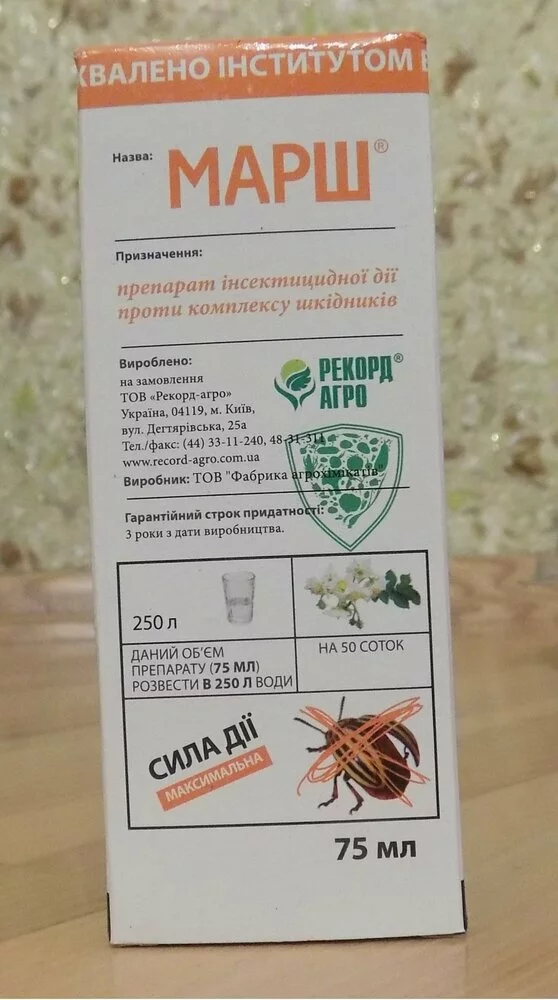 ХВАЛЕНО ІНСТИТУТОМ
Назва:
МАРШ®
Призначення:
препарат інсектицидної дії
проти комплексу шкідників
Вироблено:
на замовлення
ТОВ «Рекорд-агро»
Україна, 04119, м. Київ,
вул. Дегтярівська, 25а
Тел./факс: (44) 33-11-240, 48-31-311
www.record-agro.com.ua
РЕКОРД®
АГРО
Виробник: ТОВ "Фабрика агрохімікатів"
Гарантійний строк придатності:
3 роки з дати виробництва.
250 л
ДАНИЙ ОБ'ЄМ
ПРЕПАРАТУ (75 МЛ)
РОЗВЕСТИ В 250 Л ВОДИ
НА 50 СОТОК
СИЛА ДІЇ
МАКСИМАЛЬНА
75 мл